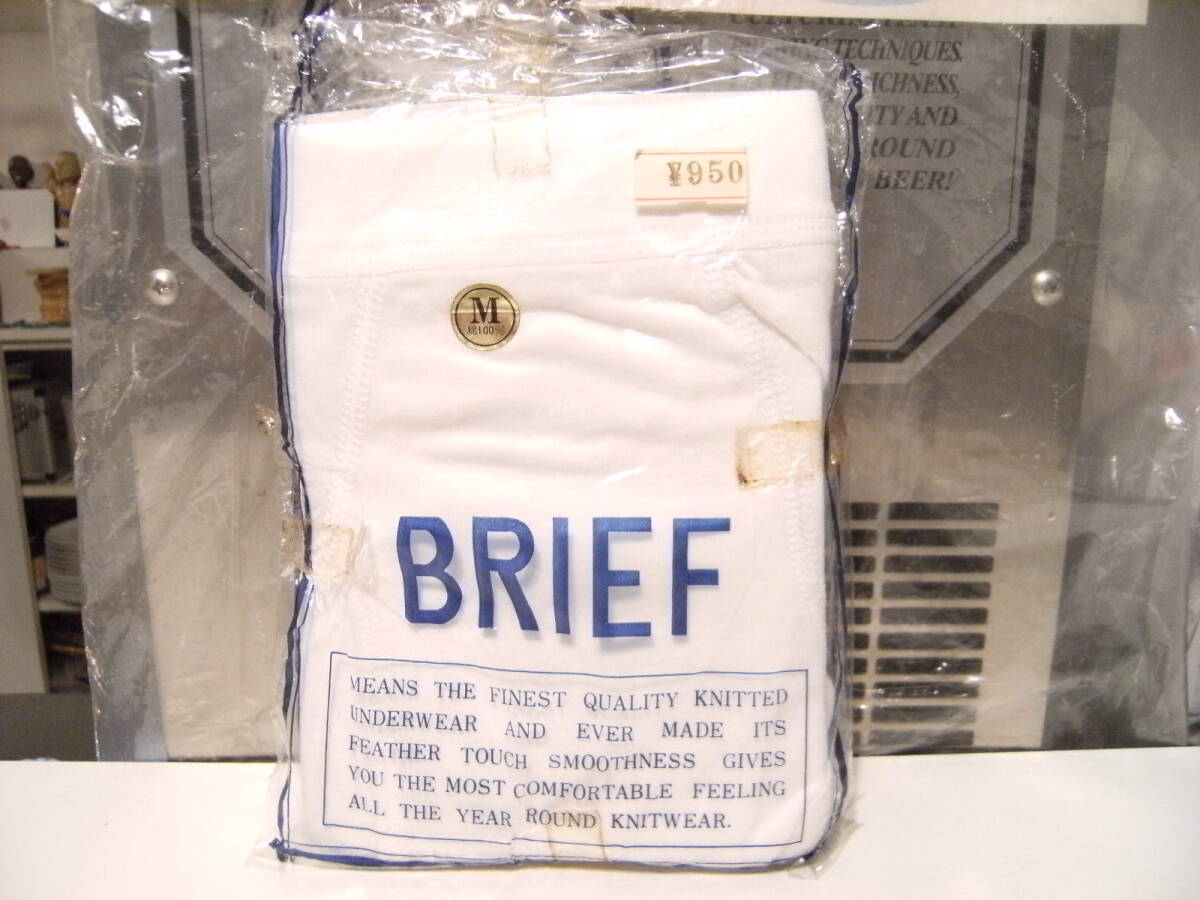 BREWING TECHNIQUES.
RICHNESS,
AND
ROUND
BEER!
¥950
M
綿100%
BRIEF
MEANS THE FINEST QUALITY KNITTED
UNDERWEAR AND EVER MADE ITS
FEATHER TOUCH SMOOTHNESS GIVES
YOU THE MOST COMFORTABLE FEELING
ALL THE YEAR ROUND KNITWEAR.